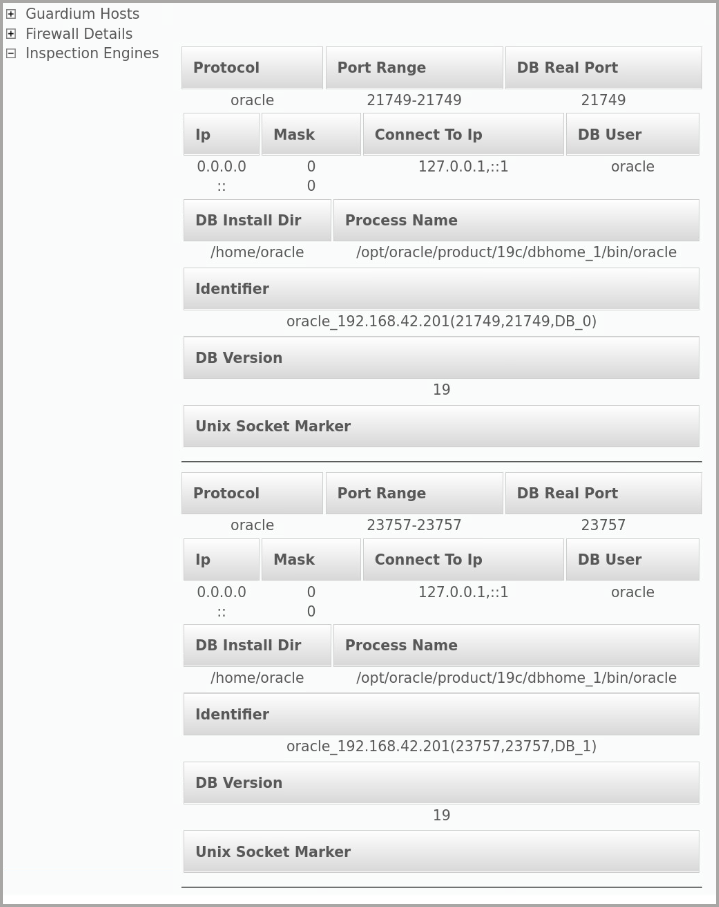 Guardium Hosts
Firewall Details
Inspection Engines
Protocol Port Range DB Real Port
oracle 21749-21749 21749
Ip Mask Connect To Ip DB User
0.0.0.0 0 127.0.0.1,::1 oracle
:: 0
DB Install Dir Process Name
/home/oracle /opt/oracle/product/19c/dbhome_1/bin/oracle
Identifier
oracle_192.168.42.201(21749,21749,DB_0)
DB Version
19
Unix Socket Marker
Protocol Port Range DB Real Port
oracle 23757-23757 23757
Ip Mask Connect To Ip DB User
0.0.0.0 0 127.0.0.1,::1 oracle
:: 0
DB Install Dir Process Name
/home/oracle /opt/oracle/product/19c/dbhome_1/bin/oracle
Identifier
oracle_192.168.42.201(23757,23757,DB_1)
DB Version
19
Unix Socket Marker